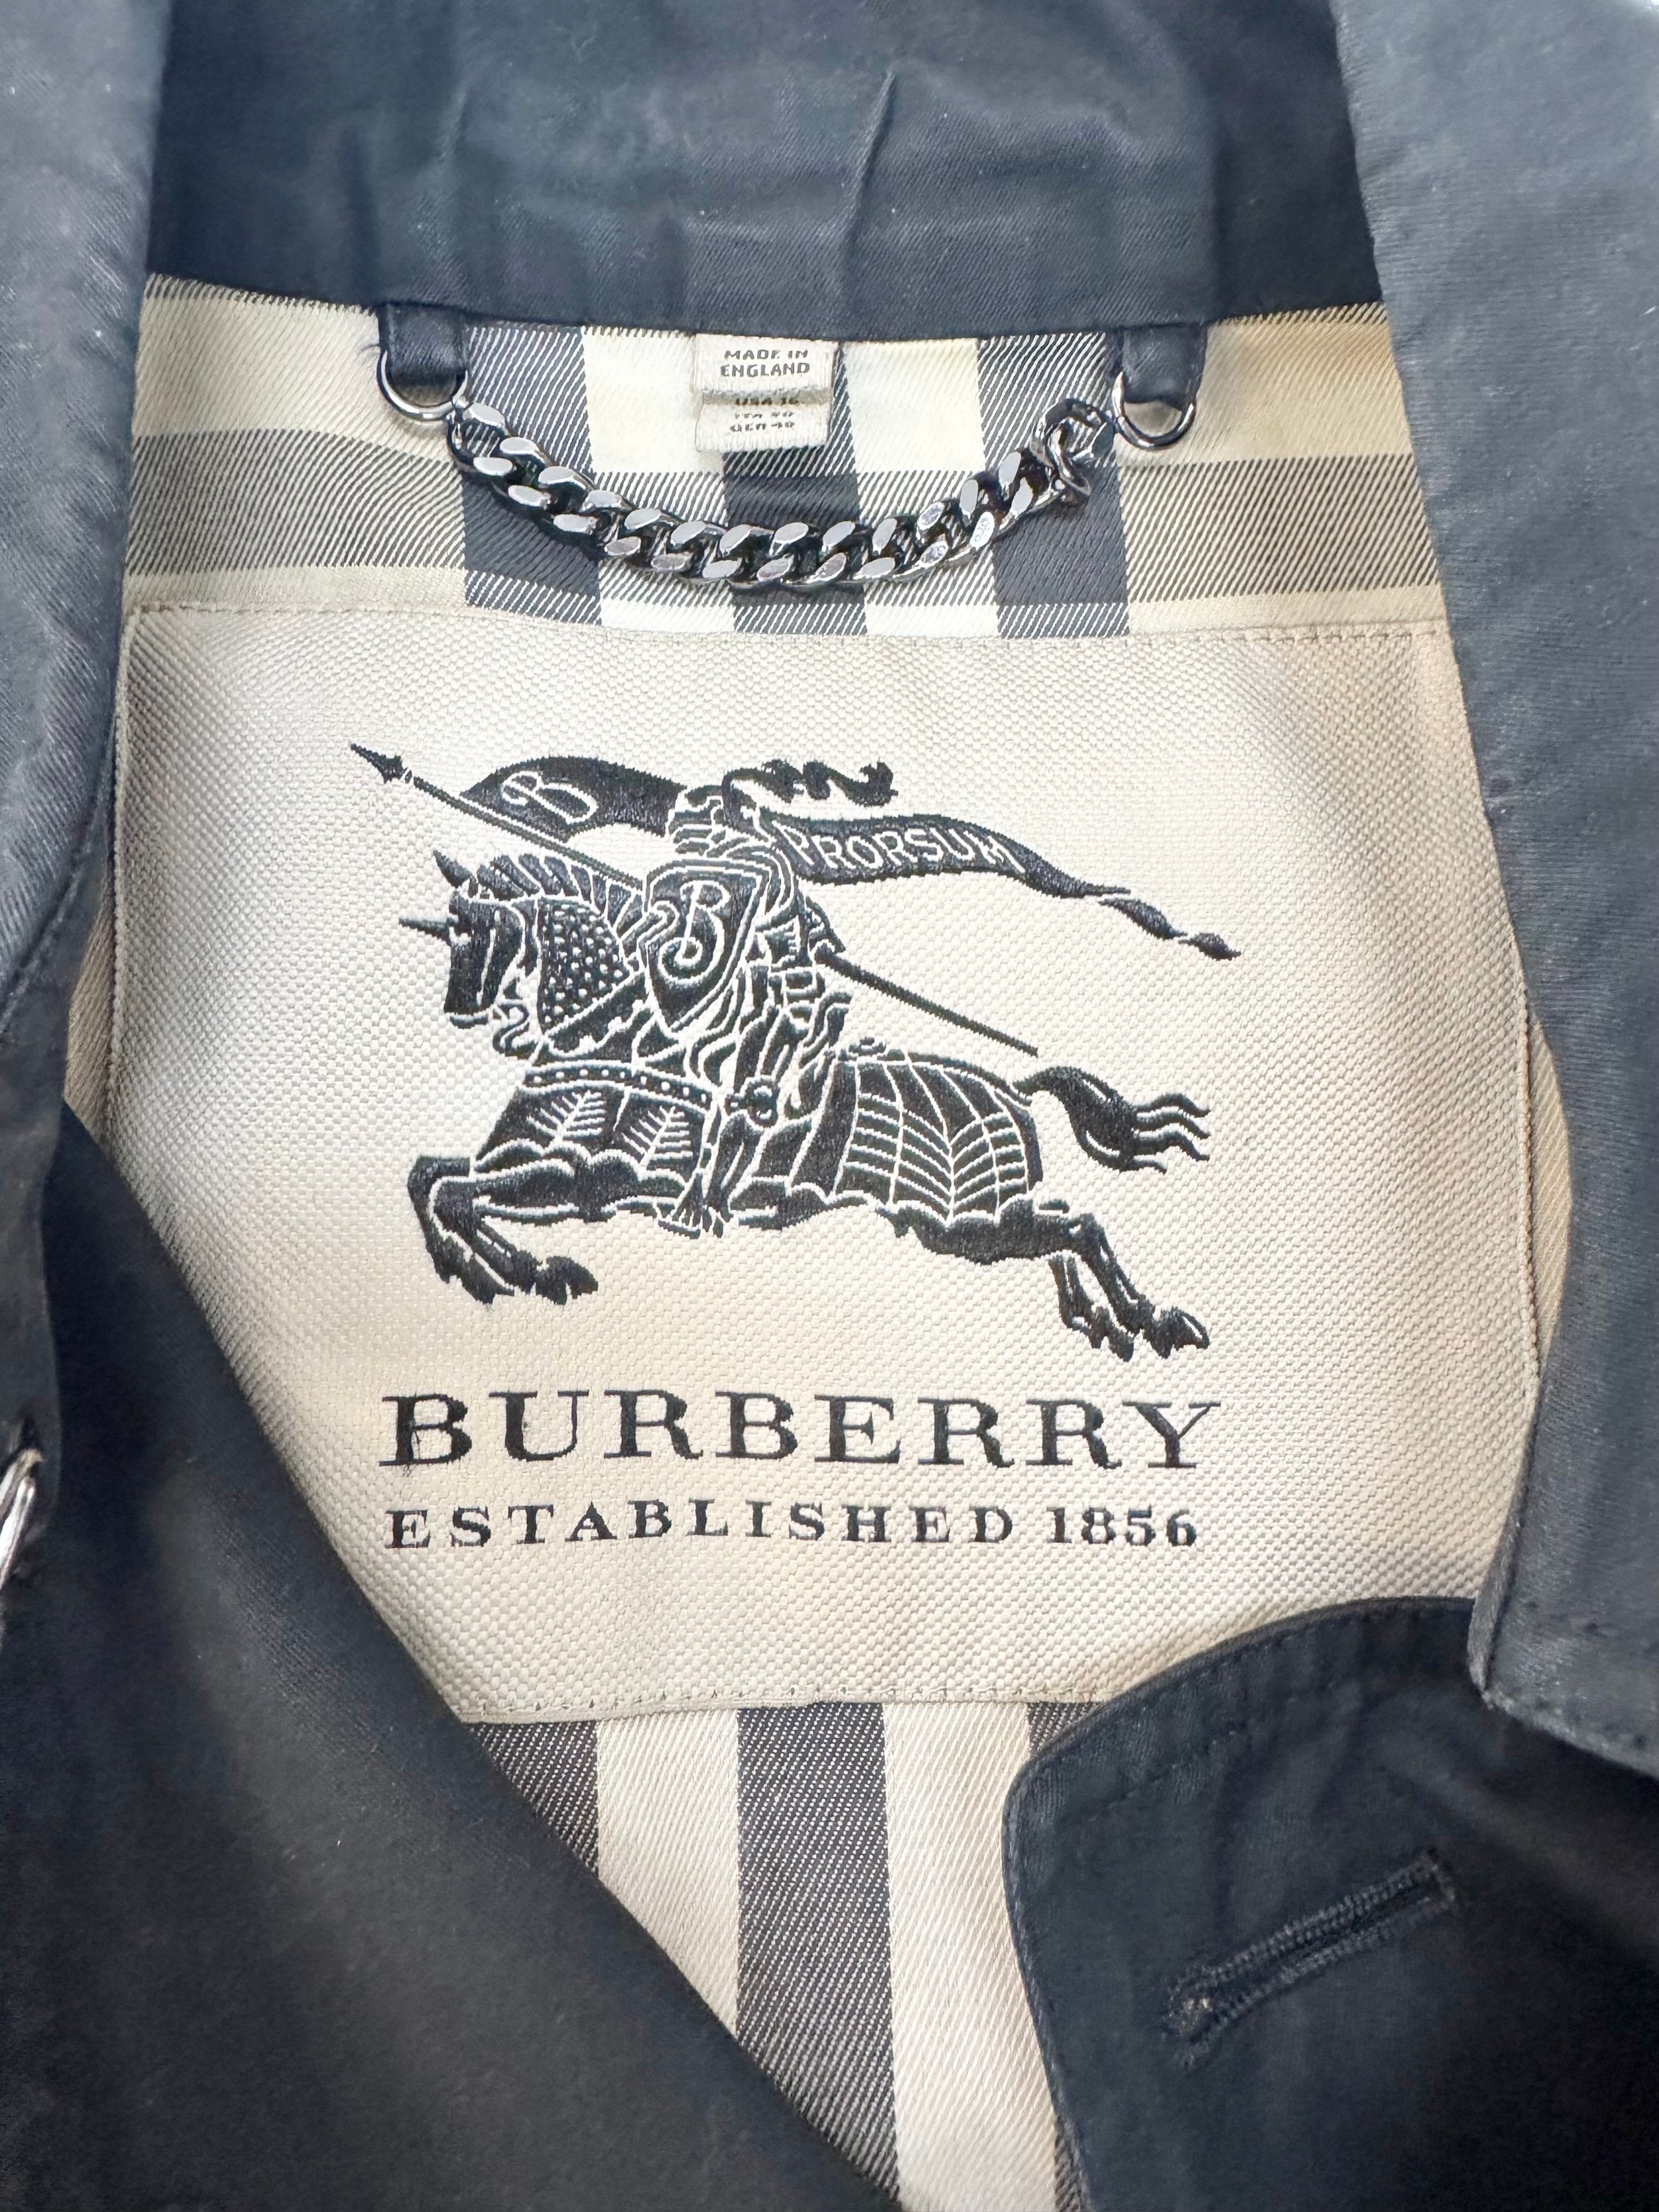 MADE IN
ENGLAND
B
PRORSUM
B
BURBERRY
ESTABLISHED 1856